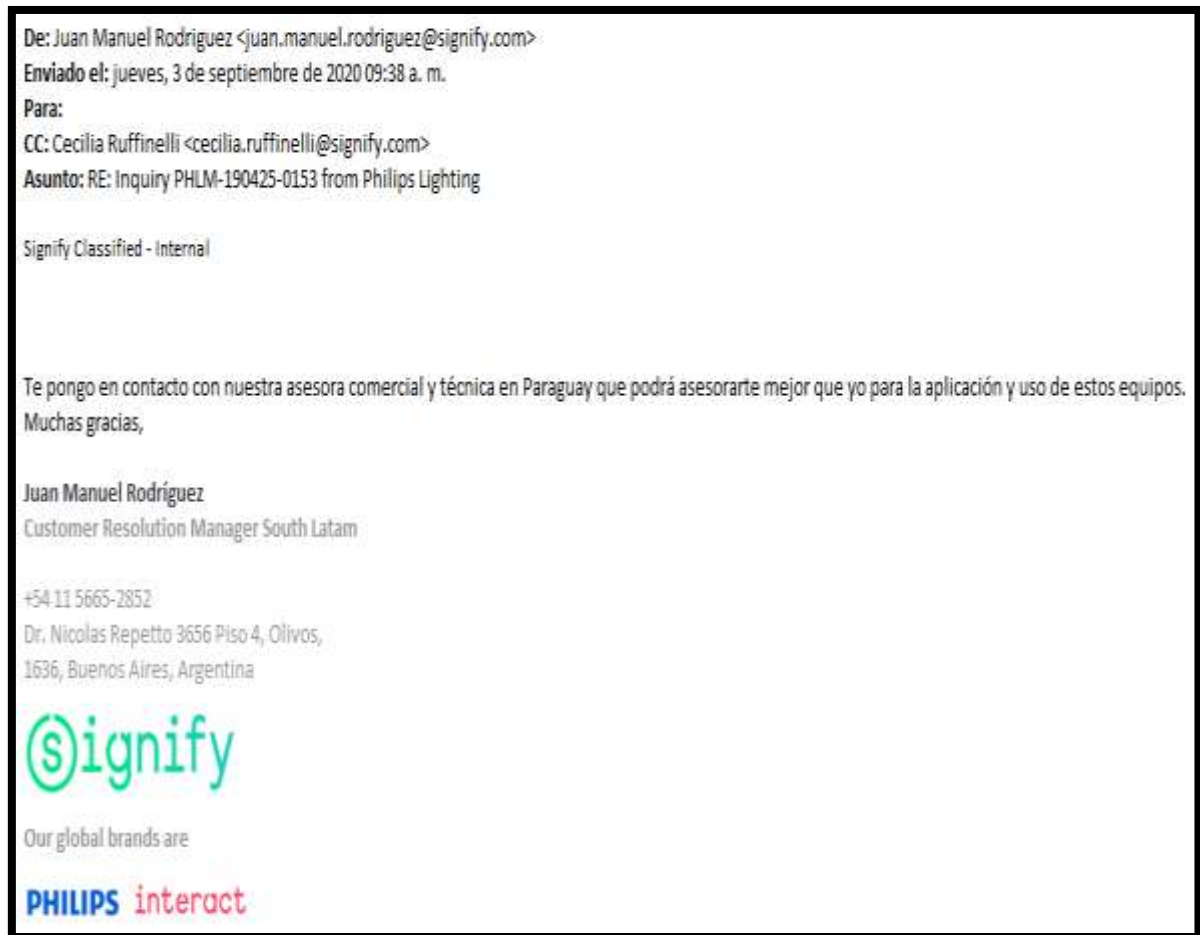 De: Juan Manuel Rodriguez <juan.manuel.rodriguez@signify.com>
Enviado el: jueves, 3 de septiembre de 2020 09:38 a. m.
Para:
CC: Cecilia Ruffinelli <cecilia.ruffinelli@signify.com>
Asunto: RE: Inquiry PHLM-190425-0153 from Philips Lighting
Signify Classified - Internal
Te pongo en contacto con nuestra asesora comercial y técnica en Paraguay que podrá asesorarte mejor que yo para la aplicación y uso de estos equipos.
Muchas gracias,
Juan Manuel Rodríguez
Customer Resolution Manager South Latam
+54 11 5665-2852
Dr. Nicolas Repetto 3656 Piso 4, Olivos,
1636, Buenos Aires, Argentina
Signify
Our global brands are
PHILIPS interact